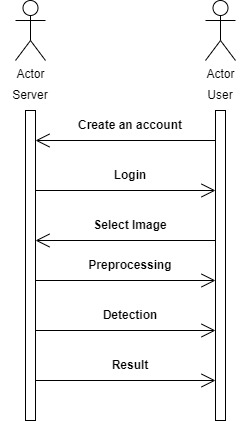 Actor
Server
Actor
User
Create an account
Login
Select Image
Preprocessing
Detection
Result